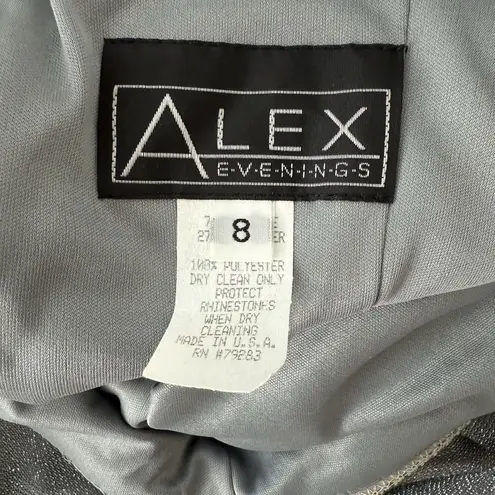 ALEX
E-V-E-N-I-N-G-S
8
100% POLYESTER
DRY CLEAN ONLY
PROTECT
RHINESTONES
WHEN DRY
CLEANING
MADE IN U.S.A.
RN #79283